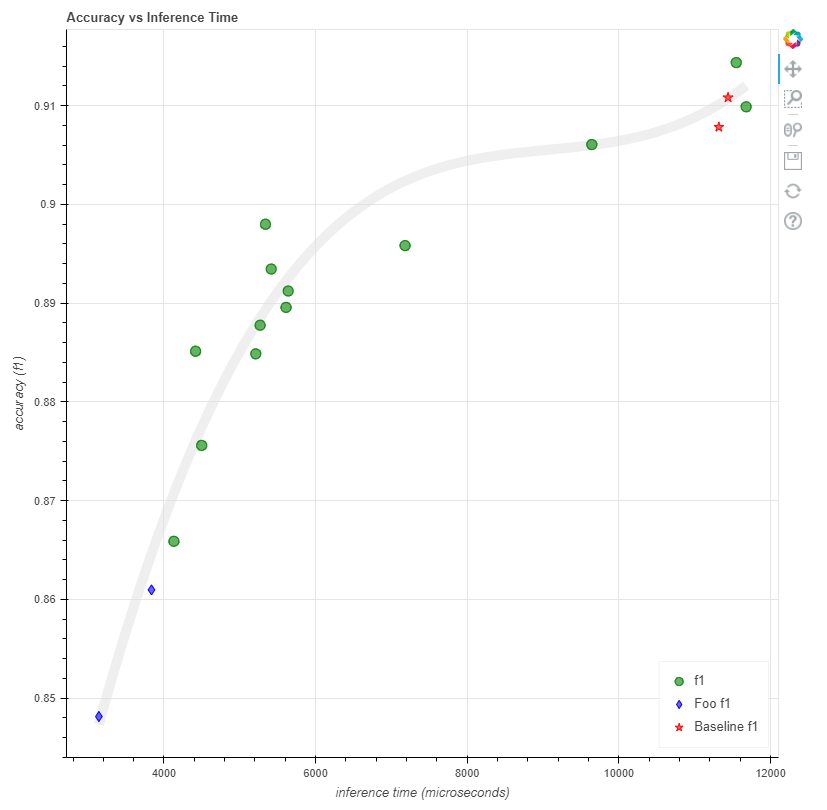 Accuracy vs Inference Time
0.91
0.9
0.89
0.88
0.87
0.86
0.85
accuracy (f1)
4000 6000 8000 10000 12000
inference time (microseconds)
f1
Foo f1
Baseline f1